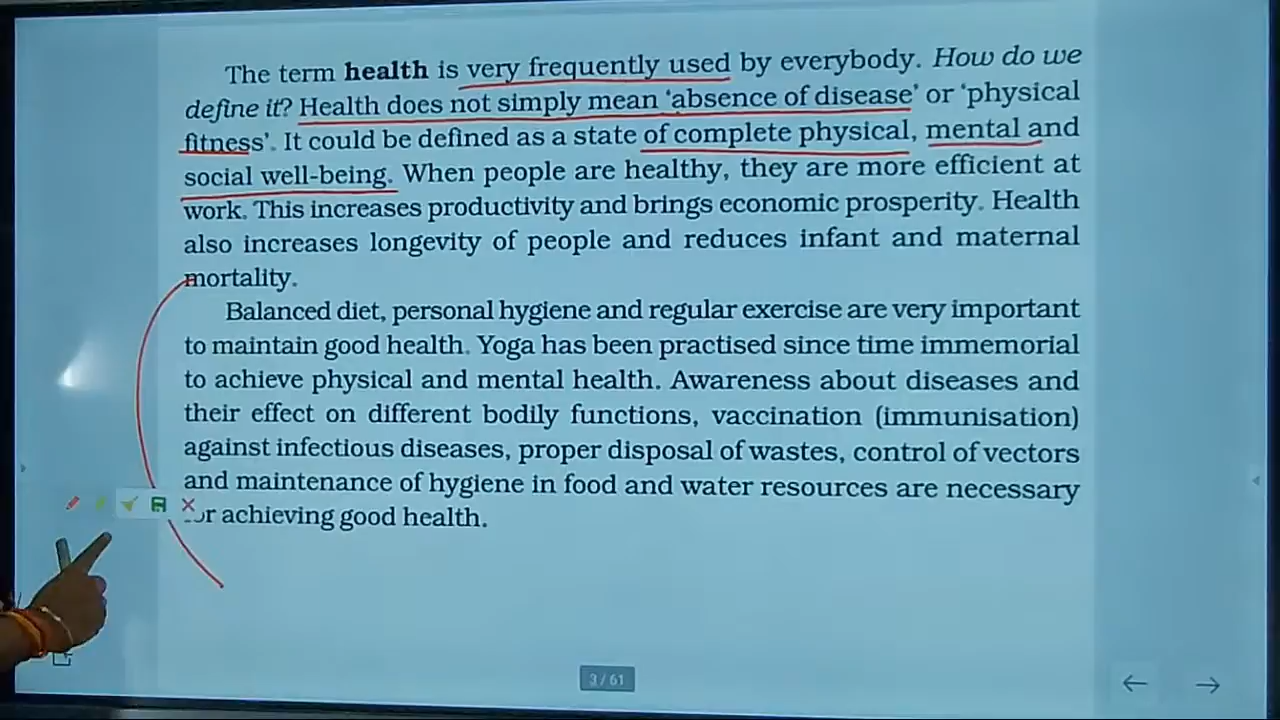 The term health is very frequently used by everybody. How do we
define it? Health does not simply mean ‘absence of disease’ or ‘physical
fitness’. It could be defined as a state of complete physical, mental and
social well-being. When people are healthy, they are more efficient at
work. This increases productivity and brings economic prosperity. Health
also increases longevity of people and reduces infant and maternal
mortality.
Balanced diet, personal hygiene and regular exercise are very important
to maintain good health. Yoga has been practised since time immemorial
to achieve physical and mental health. Awareness about diseases and
their effect on different bodily functions, vaccination (immunisation)
against infectious diseases, proper disposal of wastes, control of vectors
and maintenance of hygiene in food and water resources are necessary
achieving good health.
3 / 61